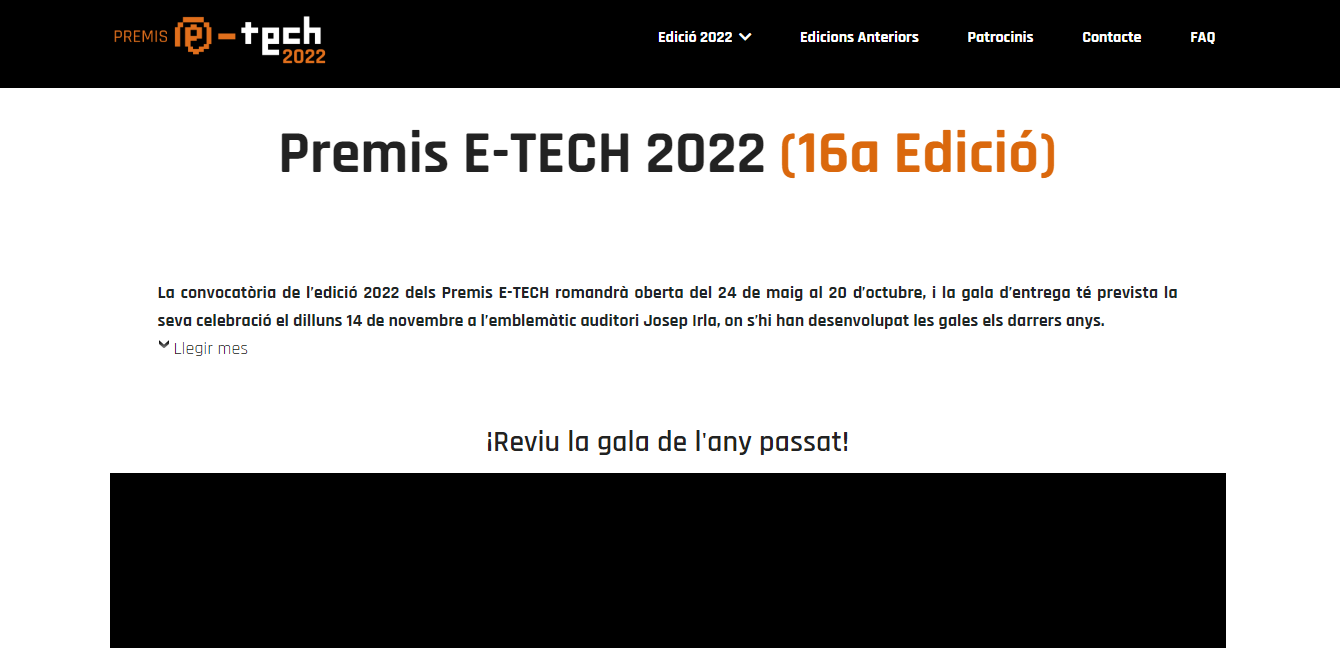 PREMIS @-tech
2022
Edició 2022
Edicions Anteriors
Patrocinis
Contacte
FAQ
Premis E-TECH 2022 (16a Edició)
La convocatòria de l'edició 2022 dels Premis E-TECH romandrà oberta del 24 de maig al 20 d'octubre, i la gala d'entrega té prevista la
seva celebració el dilluns 14 de novembre a l'emblemàtic auditori Josep Irla, on s'hi han desenvolupat les gales els darrers anys.
Llegir mes
¡Reviu la gala de l'any passat!